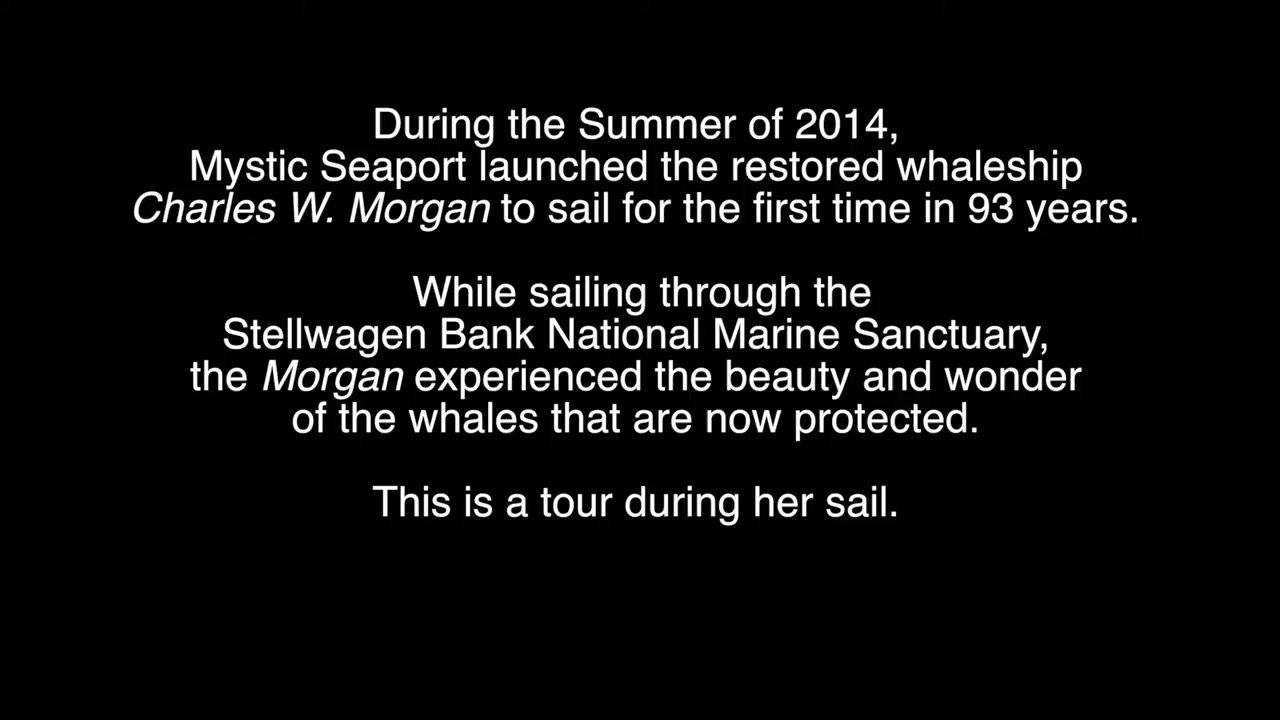 During the Summer of 2014,
Mystic Seaport launched the restored whaleship
Charles W. Morgan to sail for the first time in 93 years.
While sailing through the
Stellwagen Bank National Marine Sanctuary,
the Morgan experienced the beauty and wonder
of the whales that are now protected.
This is a tour during her sail.